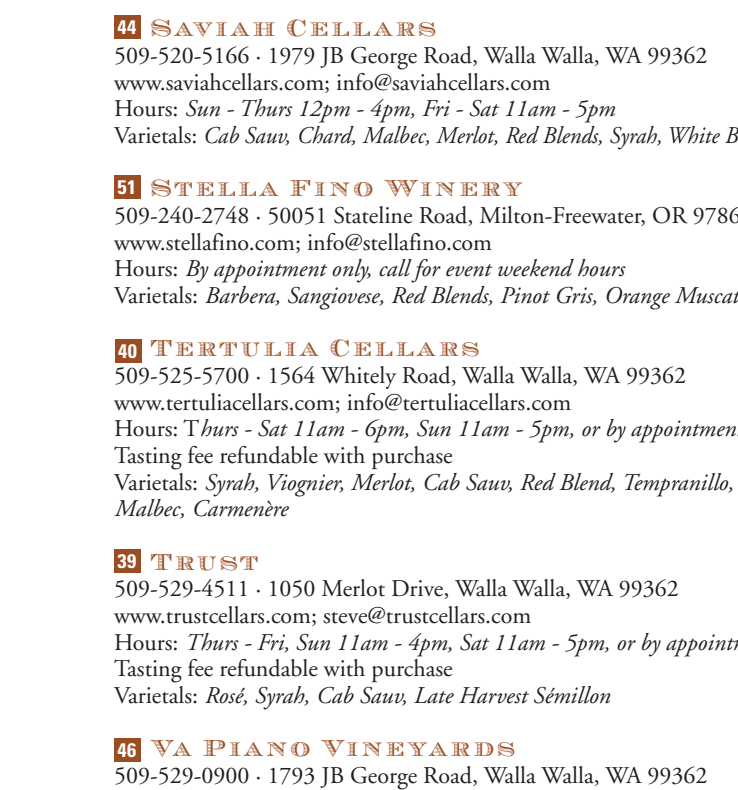 44 Saviah Cellars
509-520-5166 · 1979 JB George Road, Walla Walla, WA 99362
www.saviahcellars.com; info@saviahcellars.com
Hours: Sun - Thurs 12pm - 4pm, Fri - Sat 11am - 5pm
Varietals: Cab Sauv, Chard, Malbec, Merlot, Red Blends, Syrah, White
51 Stella Fino Winery
509-240-2748 · 50051 Stateline Road, Milton-Freewater, OR 9786
www.stellafino.com; info@stellafino.com
Hours: By appointment only, call for event weekend hours
Varietals: Barbera, Sangiovese, Red Blends, Pinot Gris, Orange Muscat
40 Tertulia Cellars
509-525-5700 · 1564 Whitely Road, Walla Walla, WA 99362
www.tertuliacellars.com; info@tertuliacellars.com
Hours: Thurs - Sat 11am - 6pm, Sun 11am - 5pm, or by appointmen
Tasting fee refundable with purchase
Varietals: Syrah, Viognier, Merlot, Cab Sauv, Red Blend, Tempranillo,
Malbec, Carmenère
39 Trust
509-529-4511 · 1050 Merlot Drive, Walla Walla, WA 99362
www.trustcellars.com; steve@trustcellars.com
Hours: Thurs - Fri, Sun 11am - 4pm, Sat 11am - 5pm, or by appoint
Tasting fee refundable with purchase
Varietals: Rosé, Syrah, Cab Sauv, Late Harvest Sémillon
46 Va Piano Vineyards
509-529-0900 · 1793 JB George Road, Walla Walla, WA 99362